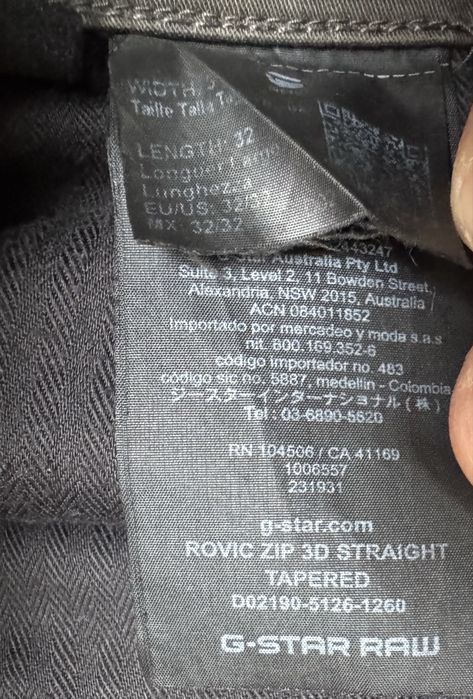 WIDTH:
Taille Talla
LENGTH: 32
Longueur
Lunghezza
EU/US: 32/32
MX: 32/32
Australia Pty Ltd
Suite 3, Level 2, 11 Bowden Street,
Alexandria, NSW 2015, Australia
ACN 084011852
Importado por mercadeo y moda s.a.s
nit. 800.169.352-6
código importador no. 483
código sic no. 5887, medellin - Colombia
ジースターインターナショナル(株)
Tel: 03-6890-5620
RN 104506 / CA 41169
1006557
231931
g-star.com
ROVIC ZIP 3D STRAIGHT
TAPERED
D02190-5126-1260
G-STAR RAW